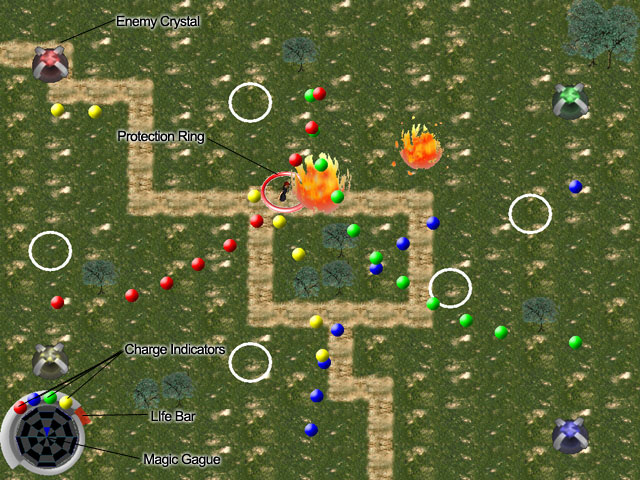 Enemy Crystal
Protection Ring
Charge Indicators
Life Bar
Magic Gague